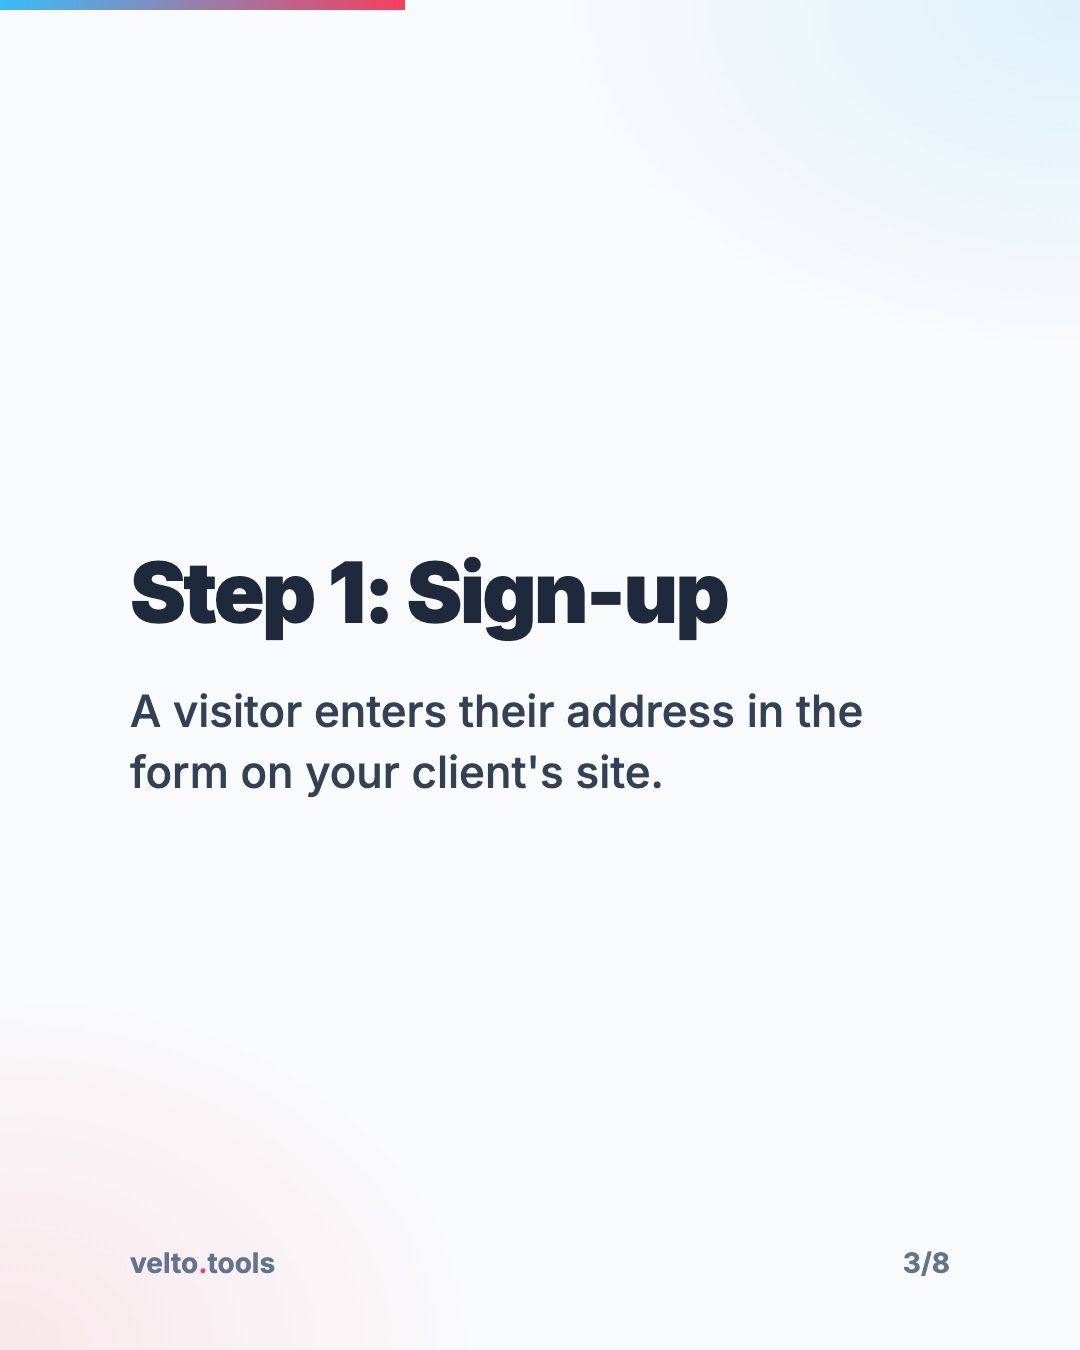 Step 1: Sign-up
A visitor enters their address in the
form on your client's site.
velto.tools
3/8